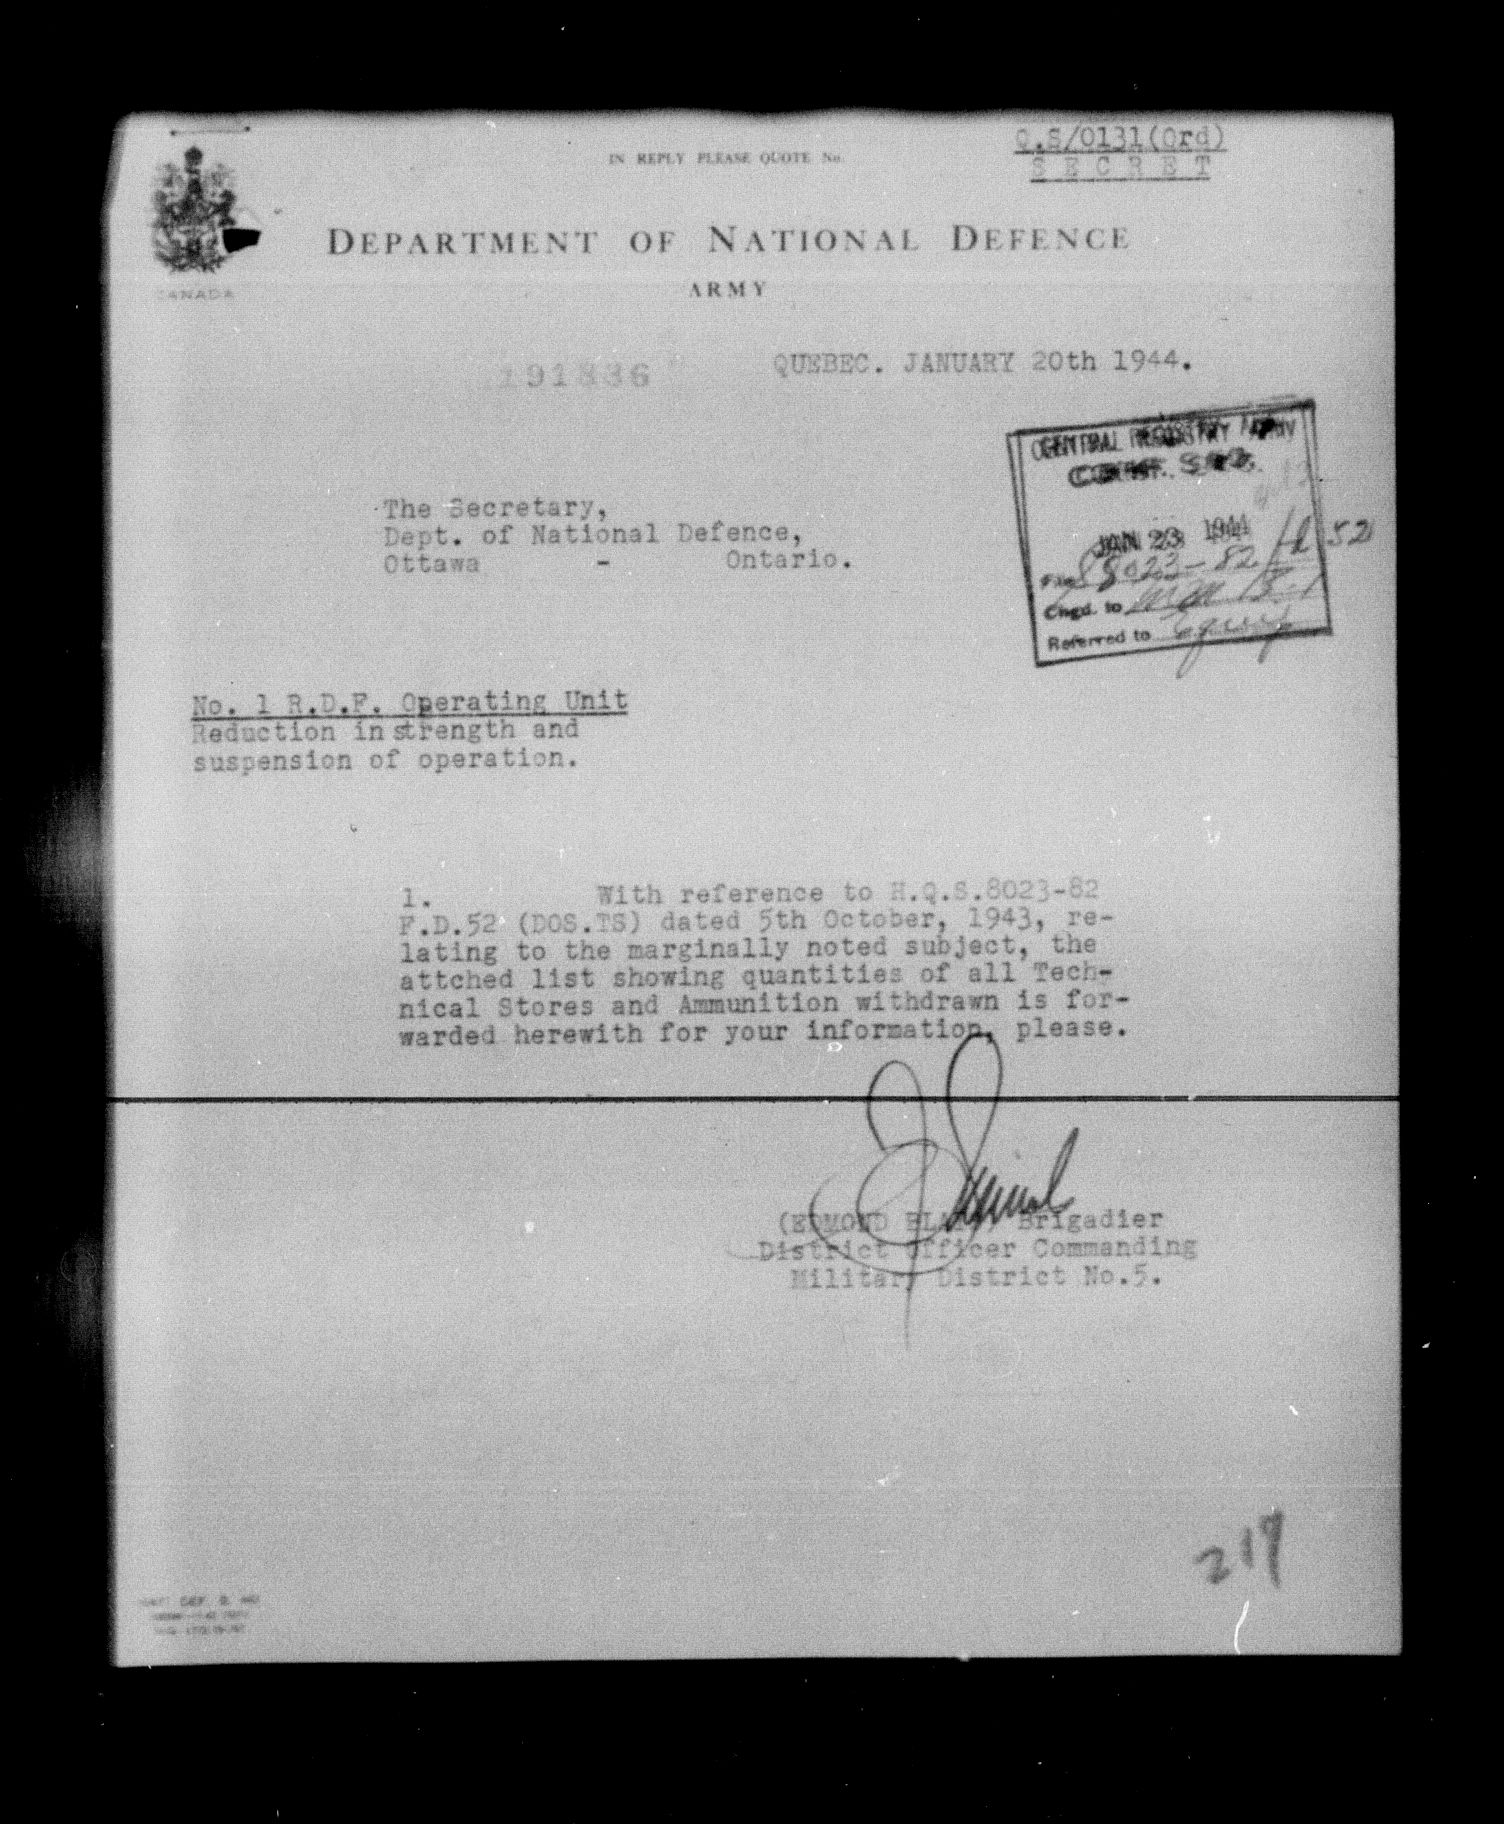 Q.S/0131(Ord)
IN REPLY PLEASE QUOTE No.
S E C R E T
DEPARTMENT OF NATIONAL DEFENCE
ARMY
CANADA
191836
QUEBEC. JANUARY 20th 1944.
CENTRAL REGISTRY
JAN 23 1944
File 8023-82
Chgd. to
Referred to Equip
The Secretary,
Dept. of National Defence,
Ottawa - Ontario.
No. 1 R.D.F. Operating Unit
Reduction in strength and
suspension of operation.
1. With reference to H.Q.S.8023-82
F.D.52 (DOS.TS) dated 5th October, 1943, re-
lating to the marginally noted subject, the
attched list showing quantities of all Tech-
nical Stores and Ammunition withdrawn is for-
warded herewith for your information, please.
(EDMOND Brigadier
District Officer Commanding
Military District No.5.
217